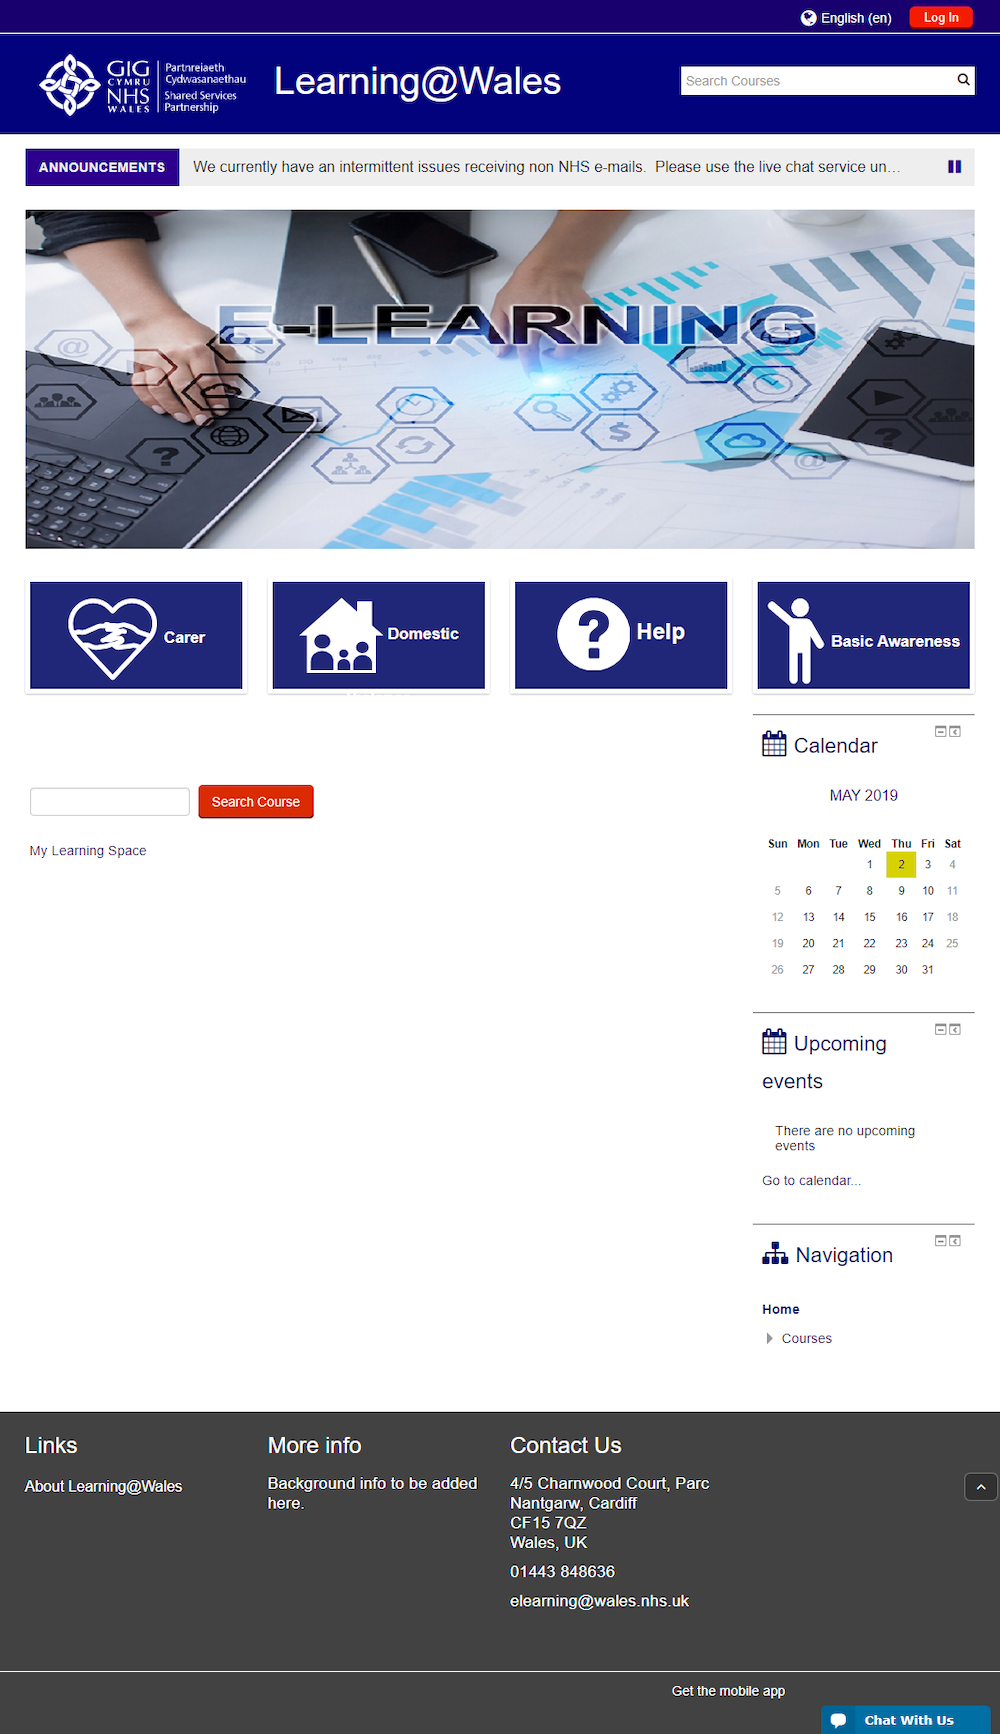 English (en)
Log In
GIG
CYMRU
NHS
WALES
Partneriaeth
Cydwasanaethau
Shared Services
Partnership
Learning@Wales
Search Courses
ANNOUNCEMENTS
We currently have an intermittent issues receiving non NHS e-mails.  Please use the live chat service un...
E-LEARNING
Carer
Domestic
Help
Basic Awareness
Calendar
MAY 2019
Sun Mon Tue Wed Thu Fri Sat
1 2 3 4
5 6 7 8 9 10 11
12 13 14 15 16 17 18
19 20 21 22 23 24 25
26 27 28 29 30 31
Search Course
My Learning Space
Upcoming
events
There are no upcoming
events
Go to calendar...
Navigation
Home
Courses
Links
About Learning@Wales
More info
Background info to be added
here.
Contact Us
4/5 Charnwood Court, Parc
Nantgarw, Cardiff
CF15 7QZ
Wales, UK
01443 848636
elearning@wales.nhs.uk
Get the mobile app
Chat With Us